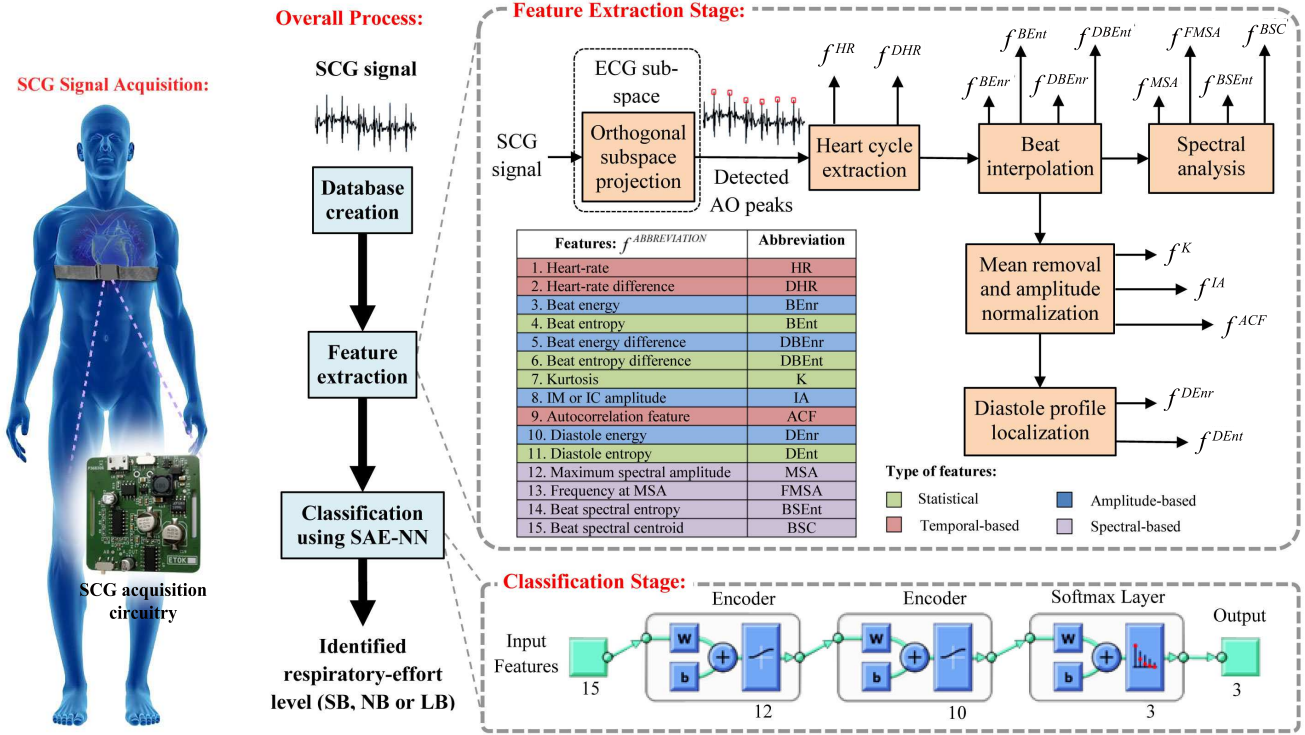 Overall Process:
Feature Extraction Stage:
SCG Signal Acquisition:
SCG signal
Database
creation
Feature
extraction
Classification
using SAE-NN
Identified
respiratory-effort
level (SB, NB or LB)
ETOK
SCG acquisition
circuitry
SCG
signal
ECG sub-
space
Orthogonal
subspace
projection
Detected
AO peaks
Heart cycle
extraction
f^HR
f^DHR
Beat
interpolation
f^BEnr
f^BEnt
f^DBEnr
f^DBEnt
Spectral
analysis
f^MSA
f^FMSA
f^BSEnt
f^BSC
Mean removal
and amplitude
normalization
f^K
f^IA
f^ACF
Diastole profile
localization
f^DEnr
f^DEnt
Features: f^ABBREVIATION Abbreviation
1. Heart-rate HR
2. Heart-rate difference DHR
3. Beat energy BEnr
4. Beat entropy BEnt
5. Beat energy difference DBEnr
6. Beat entropy difference DBEnt
7. Kurtosis K
8. IM or IC amplitude IA
9. Autocorrelation feature ACF
10. Diastole energy DEnr
11. Diastole entropy DEnt
12. Maximum spectral amplitude MSA
13. Frequency at MSA FMSA
14. Beat spectral entropy BSEnt
15. Beat spectral centroid BSC
Type of features:
Statistical
Amplitude-based
Temporal-based
Spectral-based
Classification Stage:
Input
Features
15
Encoder
W
b
12
Encoder
W
b
10
Softmax Layer
W
b
3
Output
3